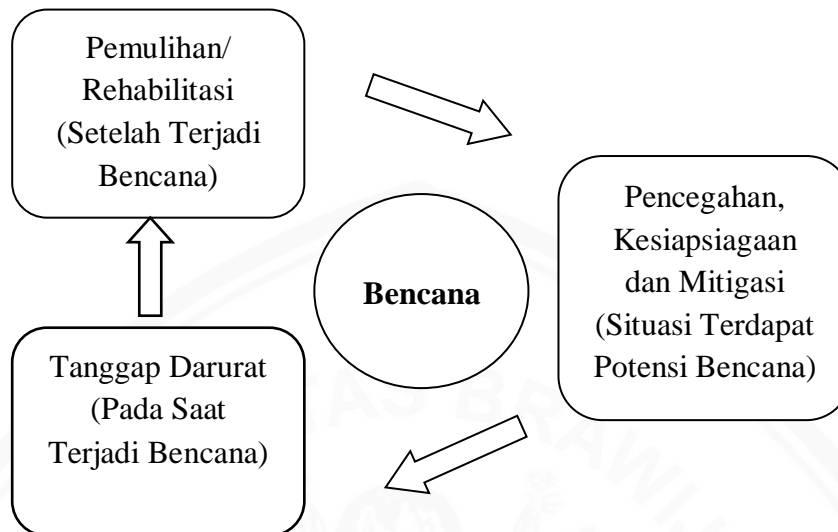 Pemulihan/
Rehabilitasi
(Setelah Terjadi
Bencana)
Pencegahan,
Kesiapsiagaan
dan Mitigasi
(Situasi Terdapat
Potensi Bencana)
Bencana
Tanggap Darurat
(Pada Saat
Terjadi Bencana)